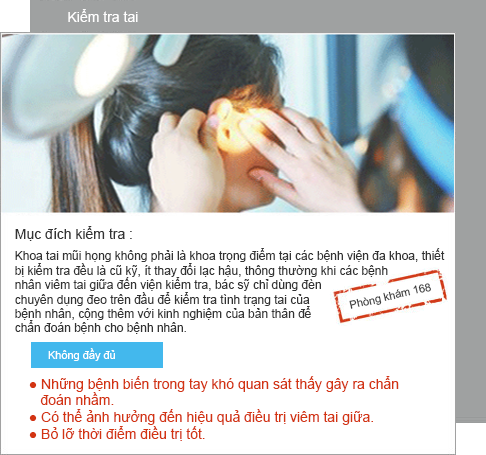 Kiểm tra tai
Mục đích kiểm tra :
Khoa tai mũi họng không phải là khoa trọng điểm tại các bệnh viện đa khoa, thiết
bị kiểm tra đều là cũ kỹ, ít thay đổi lạc hậu, thông thường khi các bệnh
nhân viêm tai giữa đến viện kiểm tra, bác sỹ chỉ dùng đèn
chuyên dụng đeo trên đầu để kiểm tra tình trạng tai của
bệnh nhân, cộng thêm với kinh nghiệm của bản thân để
chẩn đoán bệnh cho bệnh nhân.
Phòng khám 168
Không đầy đủ
● Những bệnh biến trong tay khó quan sát thấy gây ra chẩn
đoán nhầm.
● Có thể ảnh hưởng đến hiệu quả điều trị viêm tai giữa.
● Bỏ lỡ thời điểm điều trị tốt.